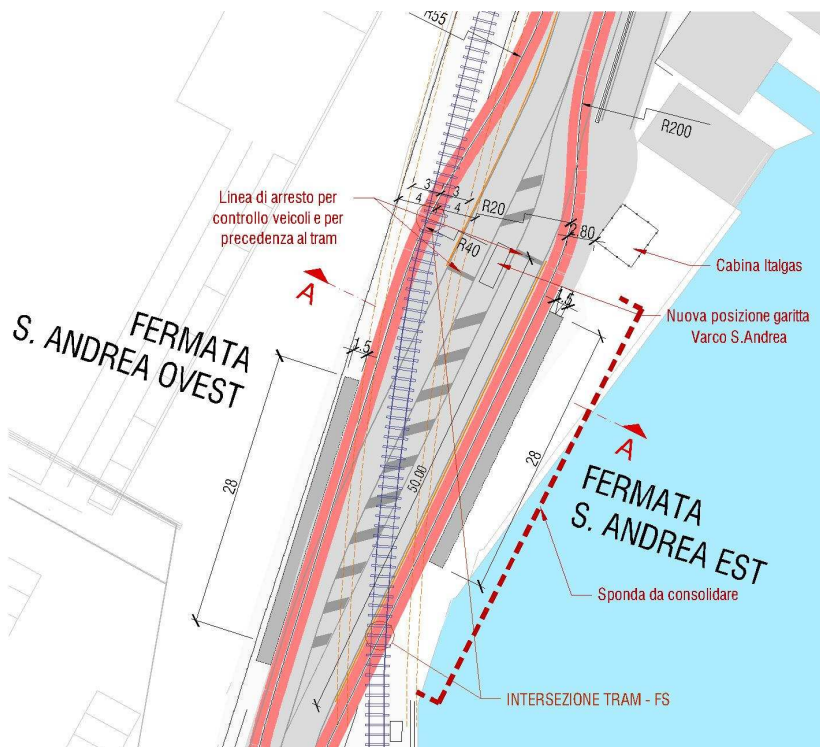 R55
R200
Linea di arresto per
controllo veicoli e per
precedenza al tram
3 3
4 4
R20
R40
2.80
Cabina Italgas
A
Nuova posizione garitta
Varco S.Andrea
FERMATA
S. ANDREA OVEST
1.5
1.5
A
28
50.00
28
FERMATA
S. ANDREA EST
Sponda da consolidare
INTERSEZIONE TRAM - FS